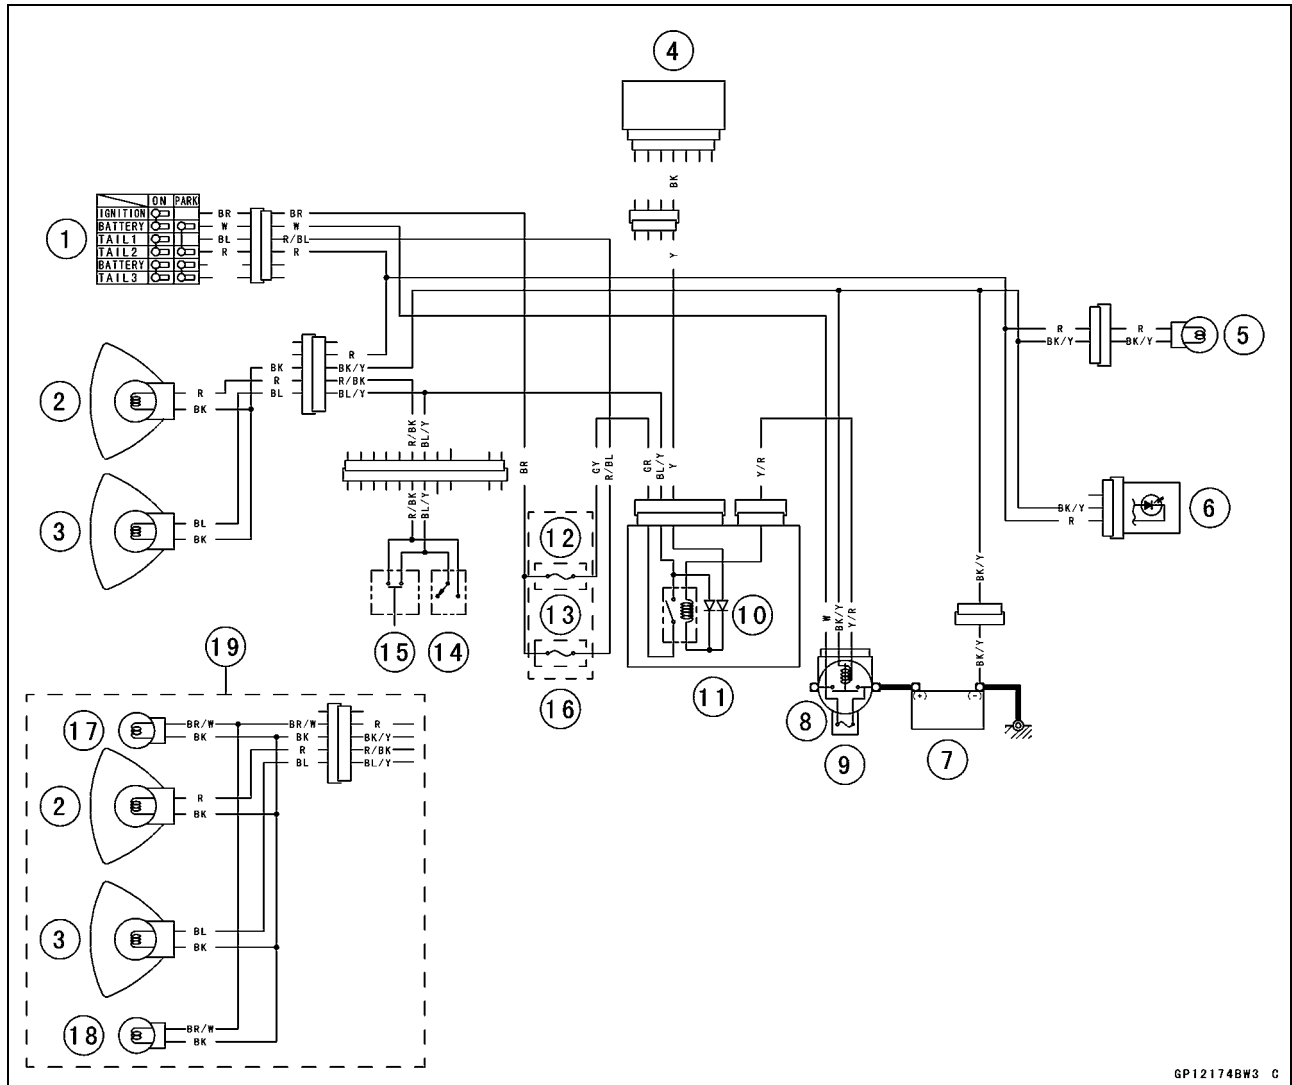 4
BK
ON PARK
IGNITION BR BR
BATTERY W W
1 TAIL1 BL R/BL
TAIL2 R R
BATTERY
TAIL3
Y
R R 5
BK/Y BK/Y
R
BK BK/Y
R R/BK
BL BL/Y
2 R
BK
R/BK BL/Y
BR GY R/BL GR BL/Y Y Y/R
R/BK BL/Y
3 BL
BK
BK/Y 6
R
12
BK/Y
13 10
W BK/Y Y/R
BK/Y
15 14
19
16 11 8 (+) (-)
9 7
17 BR/W BR/W R
BK BK BK/Y
R R/BK
BL BL/Y
2 R
BK
3 BL
BK
18 BR/W
BK
GP12174BW3 C